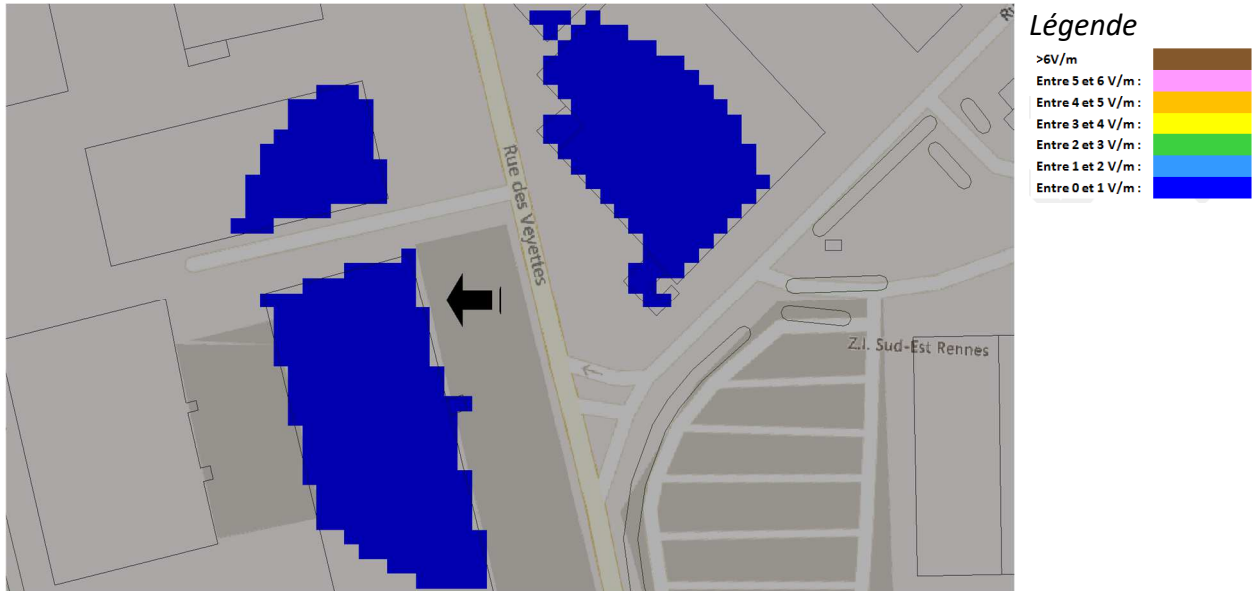 Légende
>6V/m
Entre 5 et 6 V/m :
Entre 4 et 5 V/m :
Entre 3 et 4 V/m :
Entre 2 et 3 V/m :
Entre 1 et 2 V/m :
Entre 0 et 1 V/m :
Rue des Veyettes
Z.I. Sud-Est Rennes